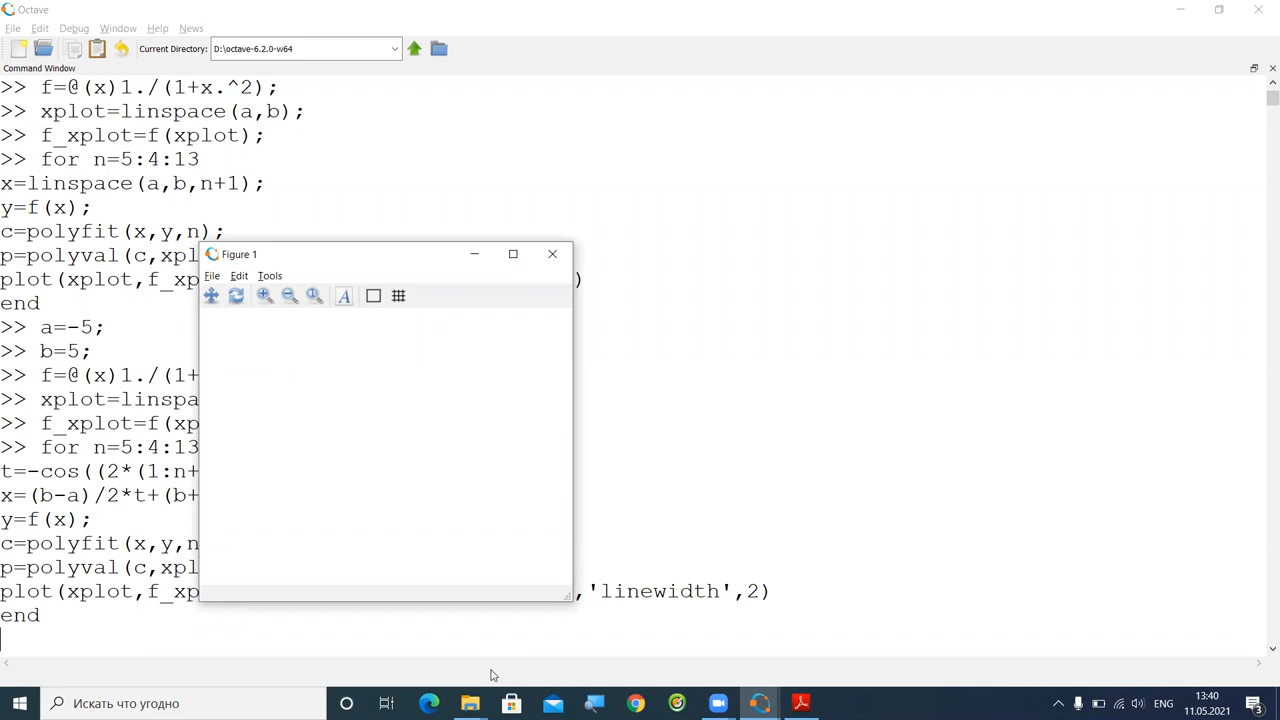 Octave
File Edit Debug Window Help News
Current Directory: D:\octave-6.2.0-w64
Command Window
>> f=@(x)1./(1+x.^2);
>> xplot=linspace(a,b);
>> f_xplot=f(xplot);
>> for n=5:4:13
x=linspace(a,b,n+1);
y=f(x);
c=polyfit(x,y,n);
p=polyval(c,xpl
plot(xplot,f_xp )
end
>> a=-5;
>> b=5;
>> f=@(x)1./(1+
>> xplot=linspa
>> f_xplot=f(xp
>> for n=5:4:13
t=-cos((2*(1:n+
x=(b-a)/2*t+(b+
y=f(x);
c=polyfit(x,y,n
p=polyval(c,xpl
plot(xplot,f_xp ,'linewidth',2)
end
Figure 1
File Edit Tools
A
Искать что угодно
ENG
13:40
11.05.2021
3